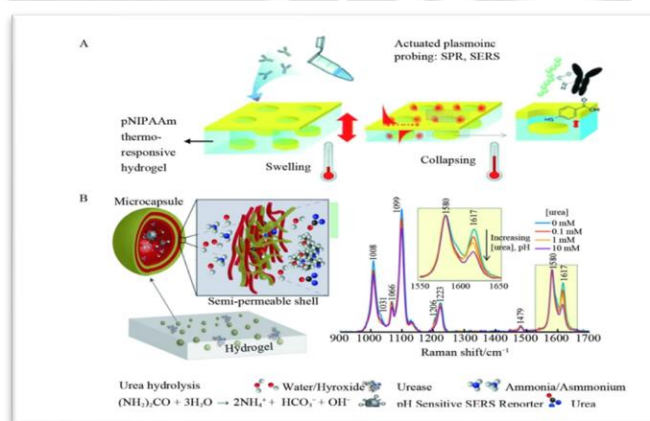 A
Actuated plasmoinc
probing: SPR, SERS
pNIPAAm
thermo-
responsive
hydrogel
Swelling
Collapsing
B
Microcapsule
Semi-permeable shell
Hydrogel
1008
1031
1066
1099
1206
1223
1479
1580
1617
1580
1617
Increasing
[urea], pH
1550 1600 1650
[urea]
0 mM
0.1 mM
1 mM
10 mM
900 1000 1100 1200 1300 1400 1500 1600 1700
Raman shift/cm⁻¹
Urea hydrolysis
Water/Hyroxide
Urease
Ammonia/Asmmonium
(NH₂)₂CO + 3H₂O → 2NH₄⁺ + HCO₃⁻ + OH⁻
pH Sensitive SERS Reporter
Urea